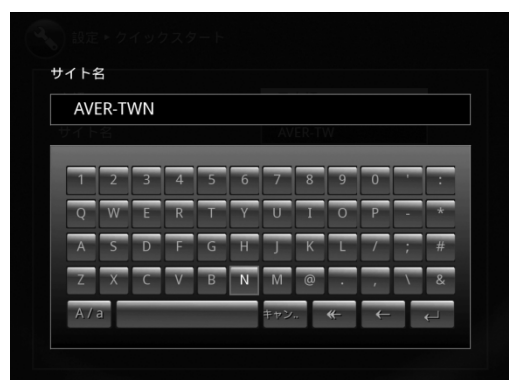 設定 ▸ クイックスタート
サイト名
AVER-TWN
サイト名 AVER-TW
1 2 3 4 5 6 7 8 9 0 ' :
Q W E R T Y U I O P - *
A S D F G H J K L / ; #
Z X C V B N M @ . , \ &
A / a キャン..